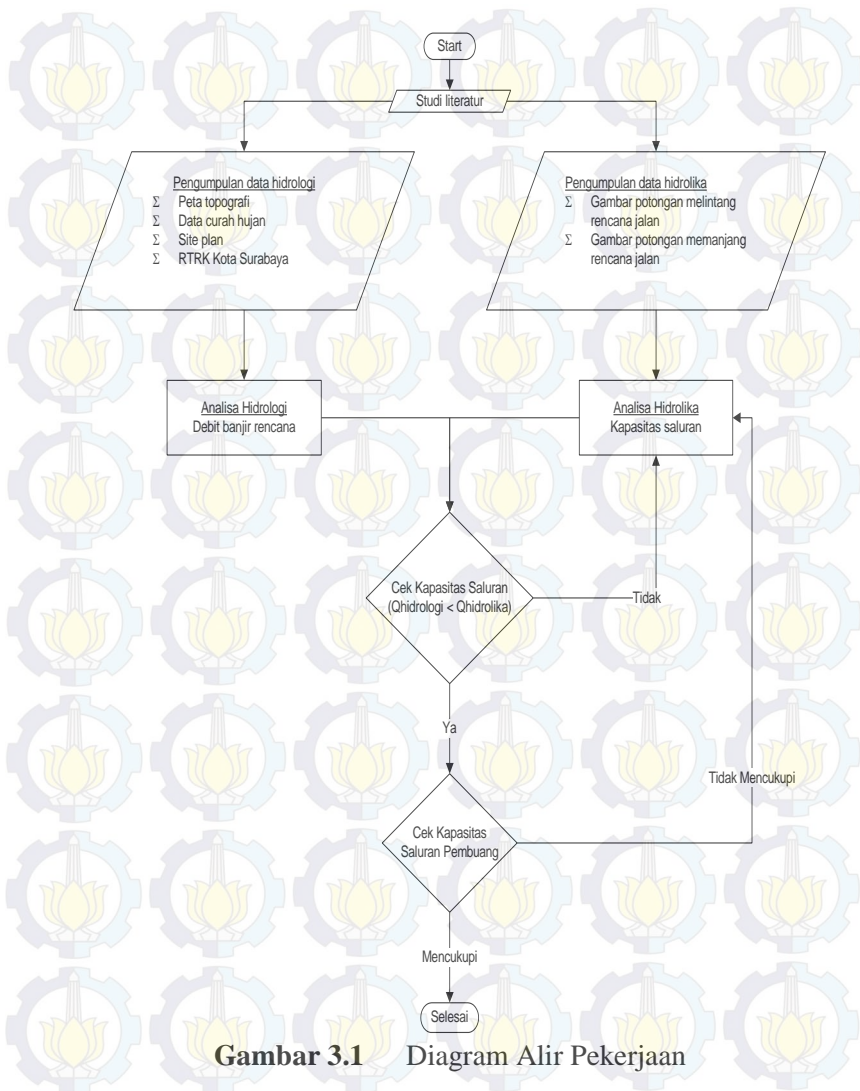 Start
Studi literatur
Pengumpulan data hidrologi
Σ Peta topografi
Σ Data curah hujan
Σ Site plan
Σ RTRK Kota Surabaya
Pengumpulan data hidrolika
Σ Gambar potongan melintang
rencana jalan
Σ Gambar potongan memanjang
rencana jalan
Analisa Hidrologi
Debit banjir rencana
Analisa Hidrolika
Kapasitas saluran
Cek Kapasitas Saluran
(Qhidrologi < Qhidrolika)
Tidak
Ya
Tidak Mencukupi
Cek Kapasitas
Saluran Pembuang
Mencukupi
Selesai
Gambar 3.1 Diagram Alir Pekerjaan